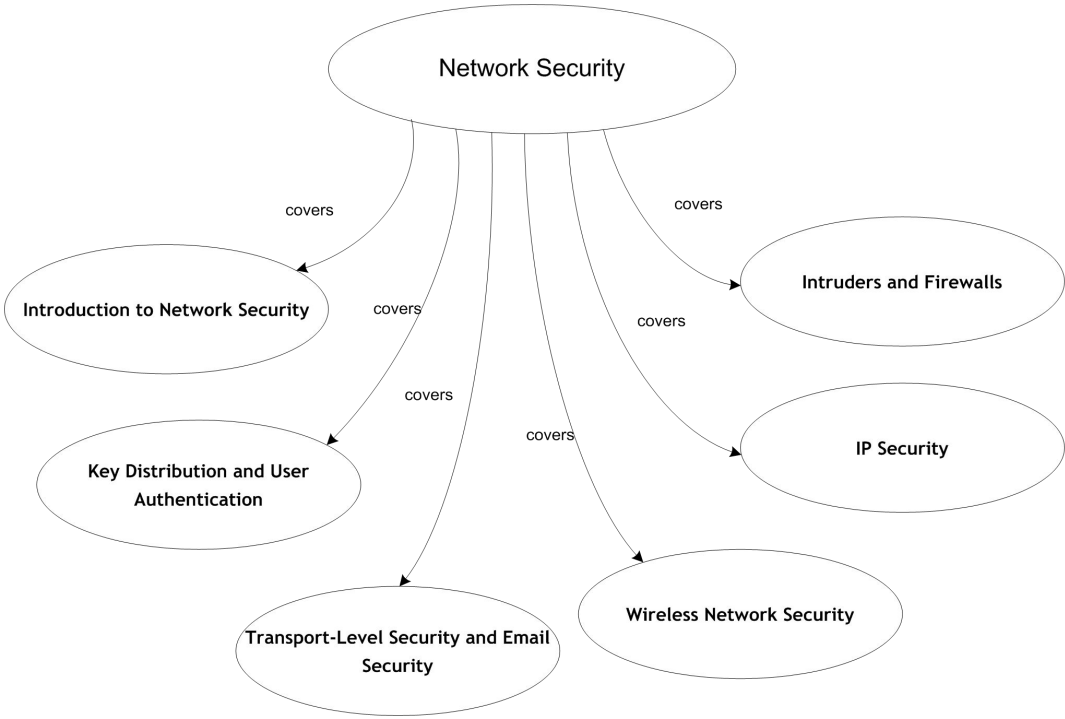 Network Security
covers
covers
covers
covers
covers
covers
Introduction to Network Security
Key Distribution and User
Authentication
Transport-Level Security and Email
Security
Wireless Network Security
IP Security
Intruders and Firewalls